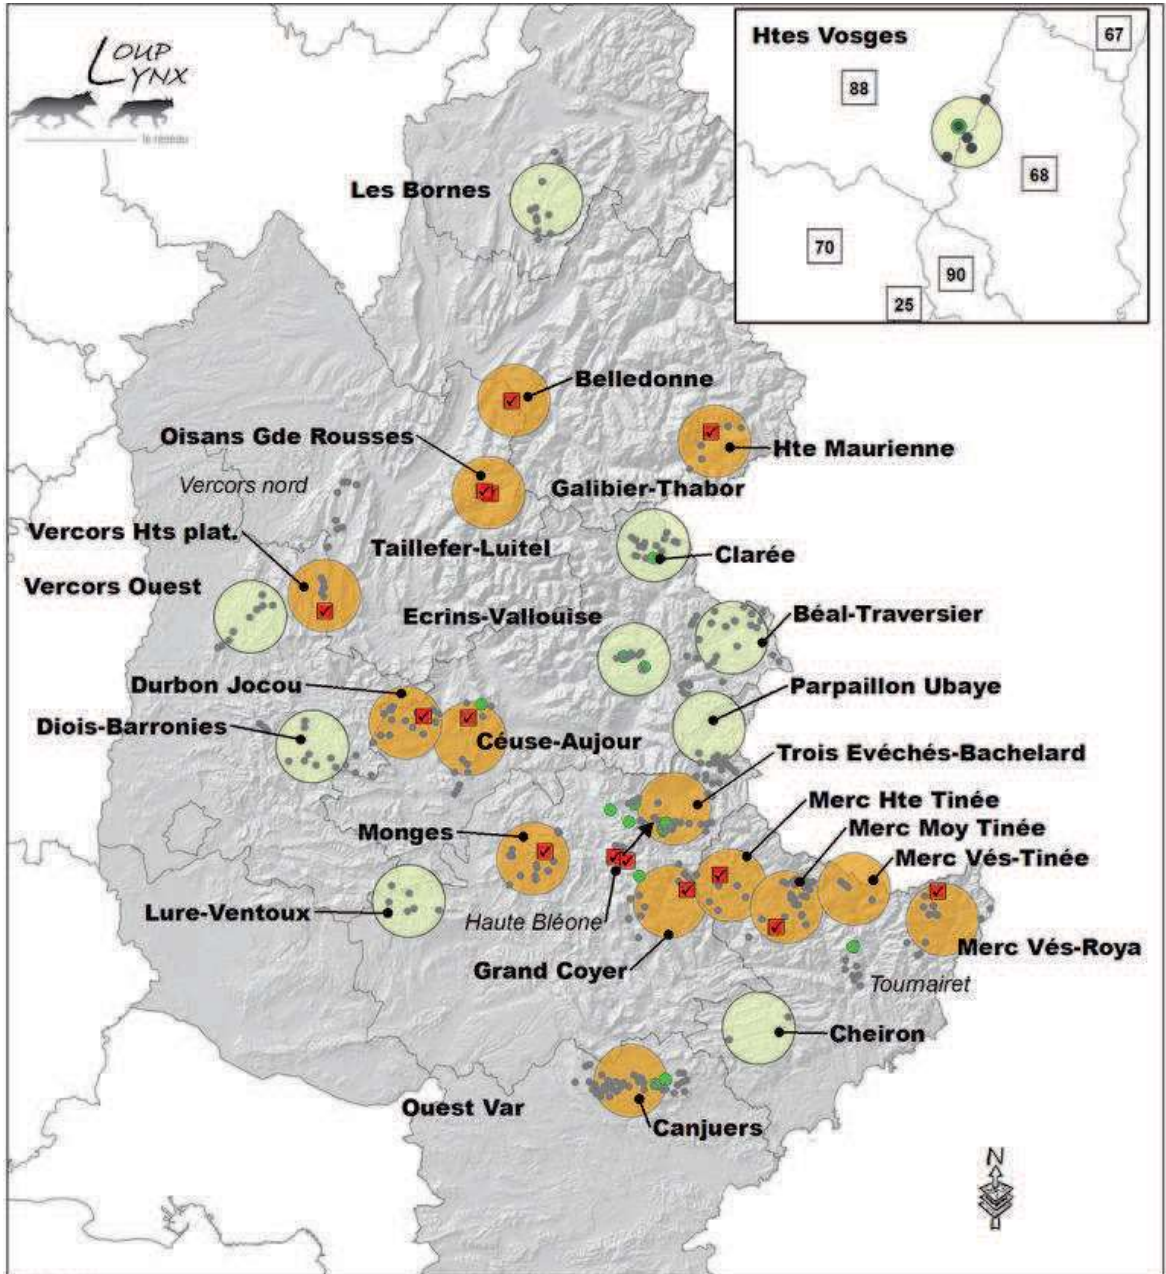 LOUP
LYNX
le réseau
Htes Vosges
67
88
68
70
90
25
Les Bornes
Belledonne
Oisans Gde Rousses
Hte Maurienne
Vercors nord
Galibier-Thabor
Vercors Hts plat.
Taillefer-Luitel
Clarée
Vercors Ouest
Ecrins-Vallouise
Béal-Traversier
Durbon Jocou
Parpaillon Ubaye
Diois-Barronies
Céuse-Aujour
Trois Evéchés-Bachelard
Merc Hte Tinée
Monges
Merc Moy Tinée
Merc Vés-Tinée
Lure-Ventoux
Haute Bléone
Merc Vés-Roya
Grand Coyer
Tournairet
Cheiron
Ouest Var
Canjuers
N